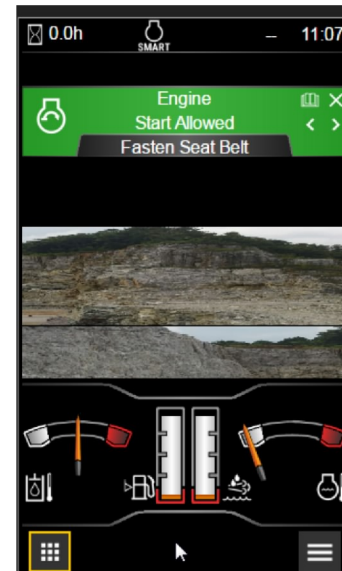 0.0h
SMART
--
11:07
Engine
Start Allowed
Fasten Seat Belt